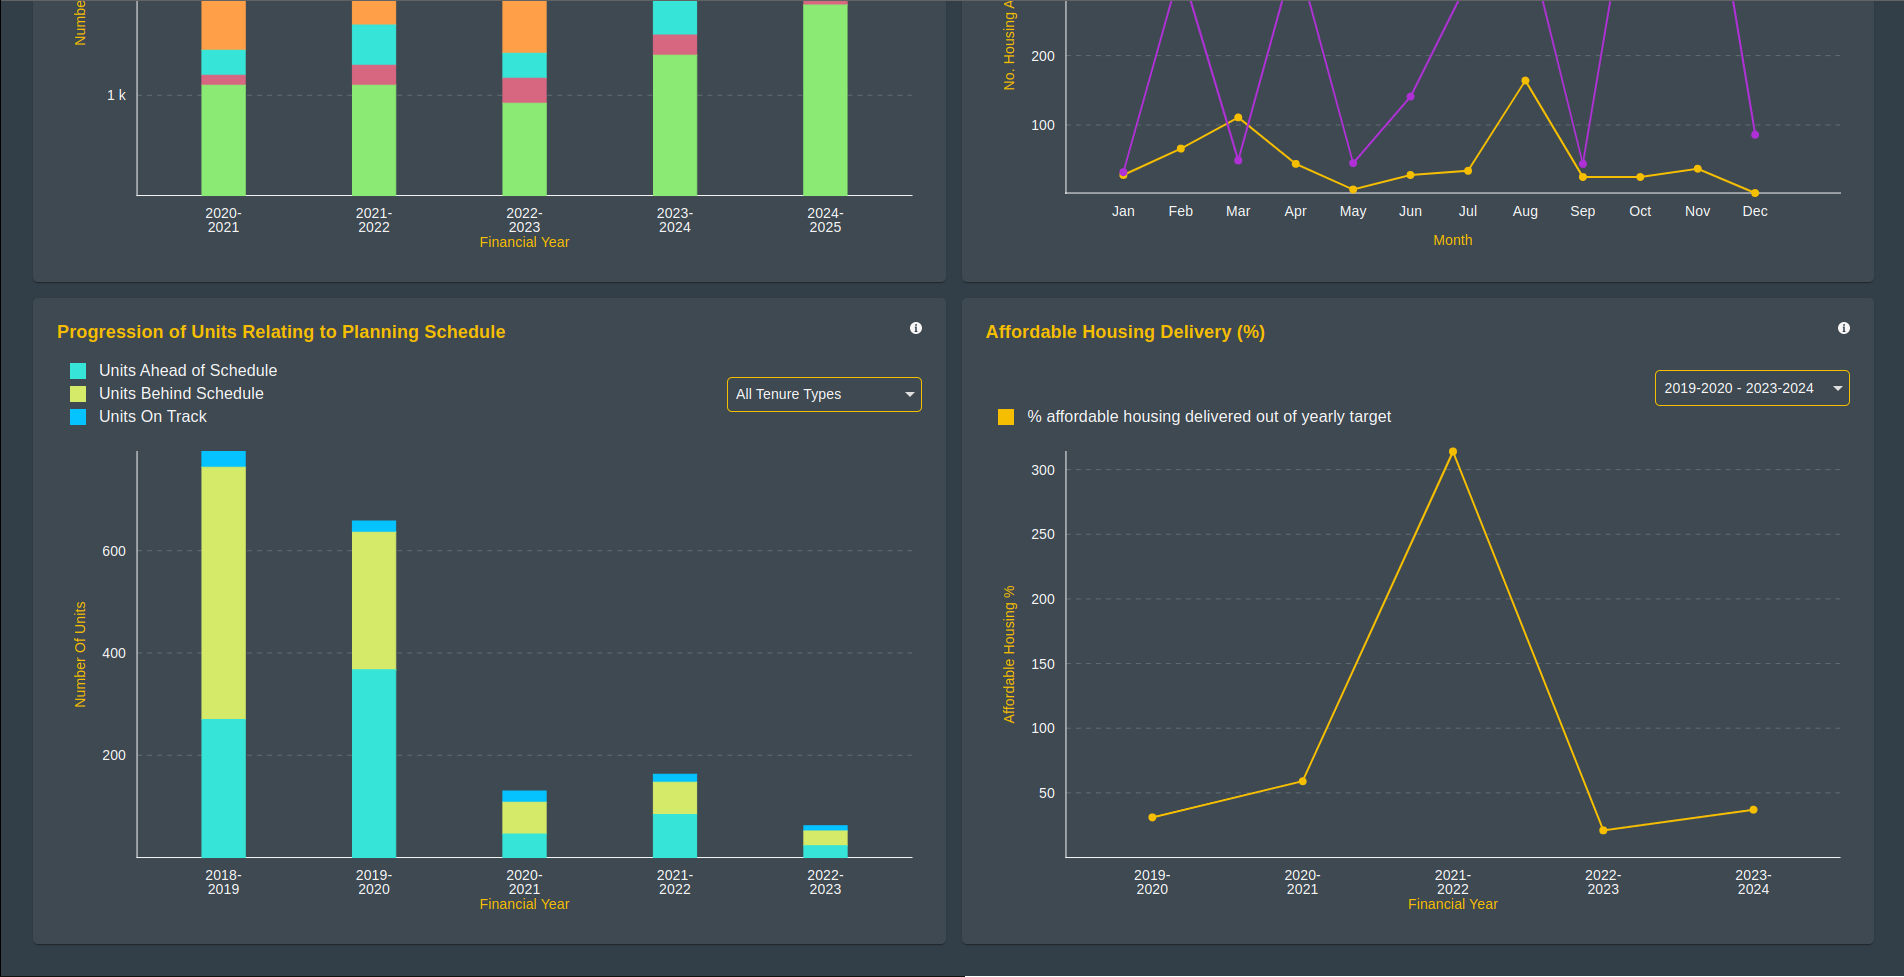 Numbe
1 k
2020-
2021
2021-
2022
2022-
2023
2023-
2024
2024-
2025
Financial Year
No. Housing A
200
100
Jan Feb Mar Apr May Jun Jul Aug Sep Oct Nov Dec
Month
Progression of Units Relating to Planning Schedule
Units Ahead of Schedule
Units Behind Schedule
Units On Track
All Tenure Types
Number Of Units
600
400
200
2018-
2019
2019-
2020
2020-
2021
2021-
2022
2022-
2023
Financial Year
Affordable Housing Delivery (%)
2019-2020 - 2023-2024
% affordable housing delivered out of yearly target
Affordable Housing %
300
250
200
150
100
50
2019-
2020
2020-
2021
2021-
2022
2022-
2023
2023-
2024
Financial Year